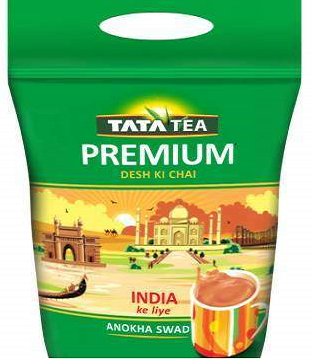 TATA TEA
PREMIUM
DESH KI CHAI
INDIA
ke liye
ANOKHA SWAD